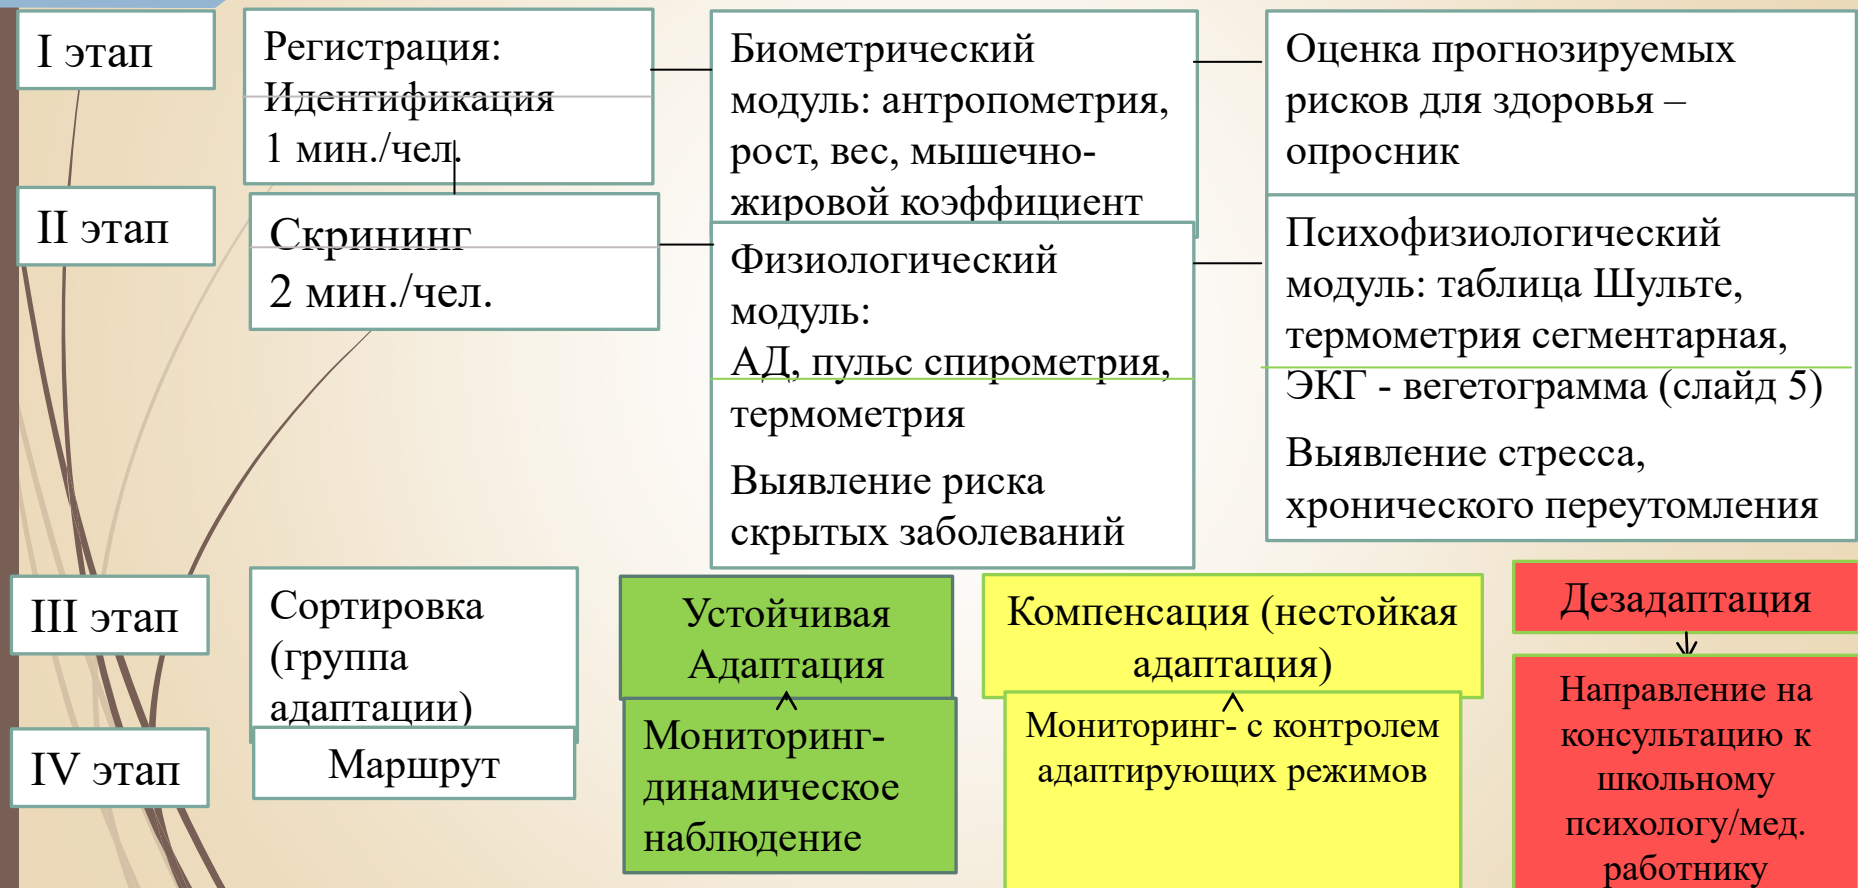 I этап
Регистрация:
Идентификация
1 мин./чел.
Биометрический
модуль: антропометрия,
рост, вес, мышечно-
жировой коэффициент
Оценка прогнозируемых
рисков для здоровья –
опросник
II этап
Скрининг
2 мин./чел.
Физиологический
модуль:
АД, пульс спирометрия,
термометрия
Выявление риска
скрытых заболеваний
Психофизиологический
модуль: таблица Шульте,
термометрия сегментарная,
ЭКГ - вегетограмма (слайд 5)
Выявление стресса,
хронического переутомления
III этап
Сортировка
(группа
адаптации)
Устойчивая
Адаптация
Компенсация (нестойкая
адаптация)
Дезадаптация
IV этап
Маршрут
Мониторинг-
динамическое
наблюдение
Мониторинг- с контролем
адаптирующих режимов
Направление на
консультацию к
школьному
психологу/мед.
работнику